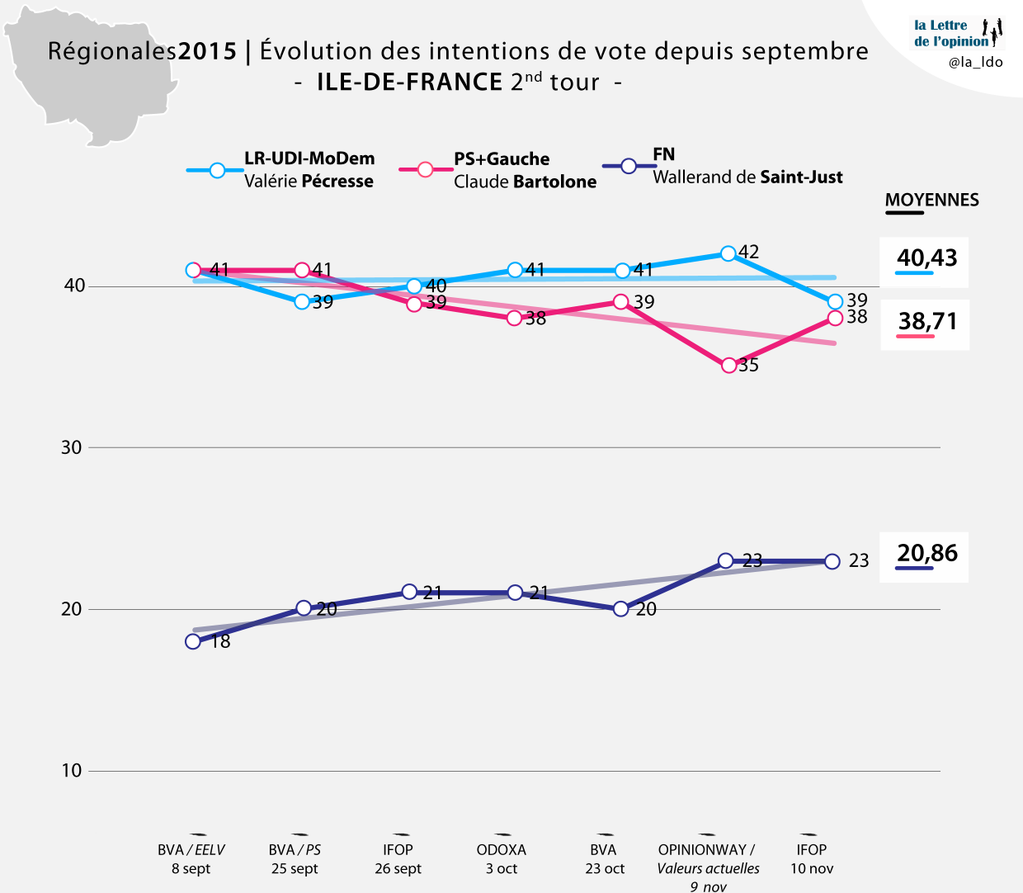 la Lettre
de l'opinion
@la_ldo
Régionales2015 | Évolution des intentions de vote depuis septembre
- ILE-DE-FRANCE 2nd tour -
LR-UDI-MoDem
Valérie Pécresse
PS+Gauche
Claude Bartolone
FN
Wallerand de Saint-Just
MOYENNES
40,43
38,71
20,86
40
30
20
10
41 39 40 41 41 42 39
41 39 38 39 35 38
18 20 21 21 20 23 23
BVA / EELV
8 sept
BVA / PS
25 sept
IFOP
26 sept
ODOXA
3 oct
BVA
23 oct
OPINIONWAY /
Valeurs actuelles
9 nov
IFOP
10 nov